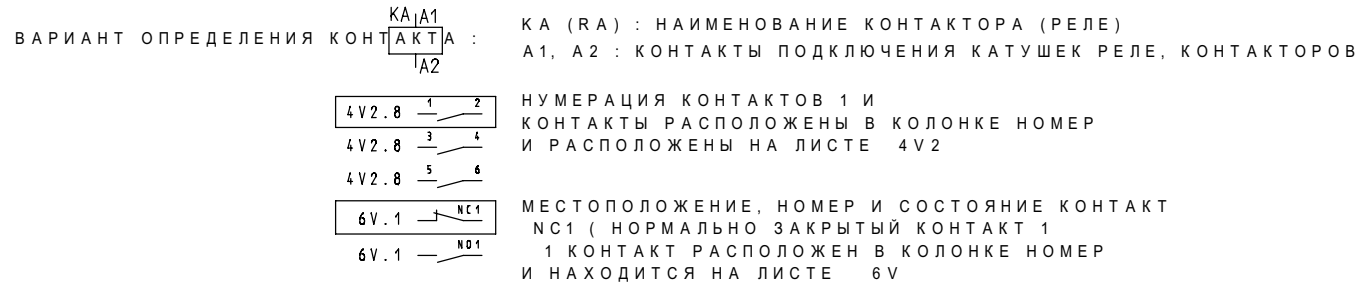 KA A1
ВАРИАНТ ОПРЕДЕЛЕНИЯ КОНТАКТА :
A2
KA (RA) : НАИМЕНОВАНИЕ КОНТАКТОРА (РЕЛЕ)
A1, A2 : КОНТАКТЫ ПОДКЛЮЧЕНИЯ КАТУШЕК РЕЛЕ, КОНТАКТОРОВ
4V2.8 1 2
НУМЕРАЦИЯ КОНТАКТОВ 1 И
КОНТАКТЫ РАСПОЛОЖЕНЫ В КОЛОНКЕ НОМЕР
4V2.8 3 4
И РАСПОЛОЖЕНЫ НА ЛИСТЕ 4V2
4V2.8 5 6
6V.1 NC1
МЕСТОПОЛОЖЕНИЕ, НОМЕР И СОСТОЯНИЕ КОНТАКТ
NC1 ( НОРМАЛЬНО ЗАКРЫТЫЙ КОНТАКТ 1
6V.1 NO1
1 КОНТАКТ РАСПОЛОЖЕН В КОЛОНКЕ НОМЕР
И НАХОДИТСЯ НА ЛИСТЕ 6V